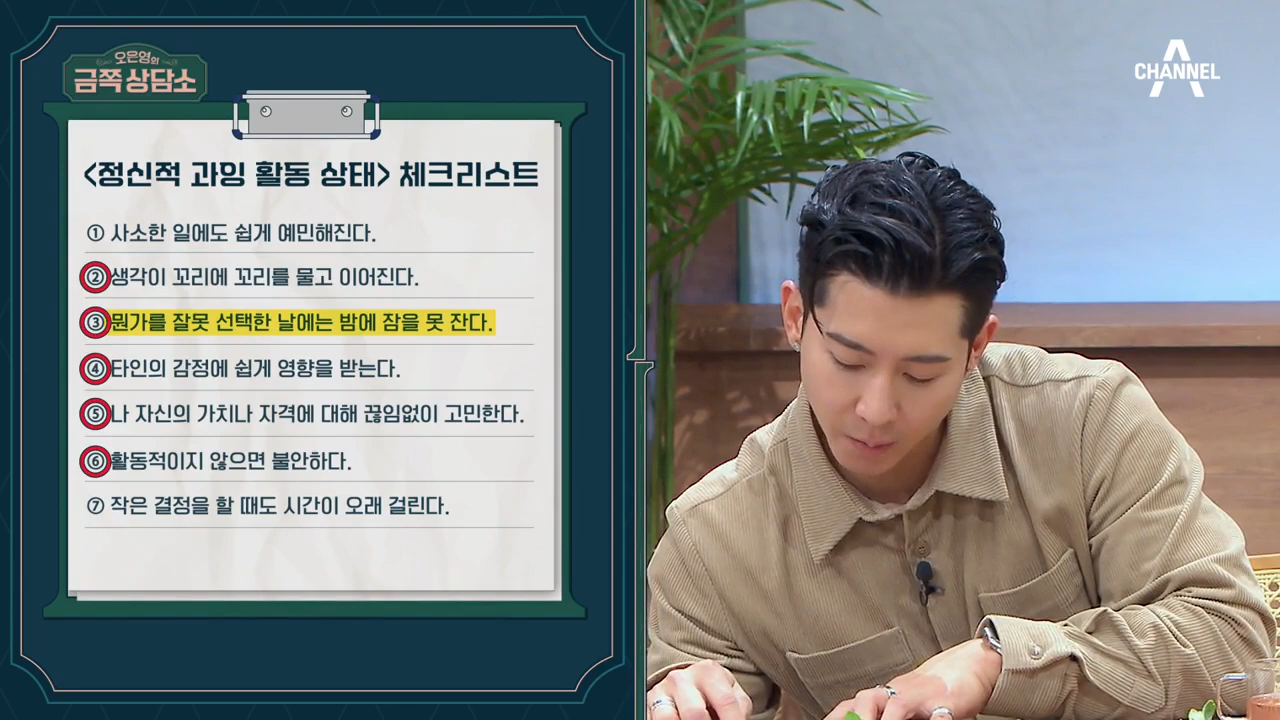 오은영의
금쪽 상담소
CHANNEL A
<정신적 과잉 활동 상태> 체크리스트
① 사소한 일에도 쉽게 예민해진다.
② 생각이 꼬리에 꼬리를 물고 이어진다.
③ 뭔가를 잘못 선택한 날에는 밤에 잠을 못 잔다.
④ 타인의 감정에 쉽게 영향을 받는다.
⑤ 나 자신의 가치나 자격에 대해 끊임없이 고민한다.
⑥ 활동적이지 않으면 불안하다.
⑦ 작은 결정을 할 때도 시간이 오래 걸린다.